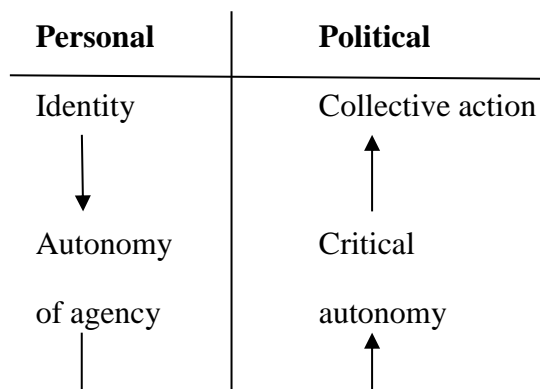 Personal
Political
Identity
Collective action
Autonomy
of agency
Critical
autonomy